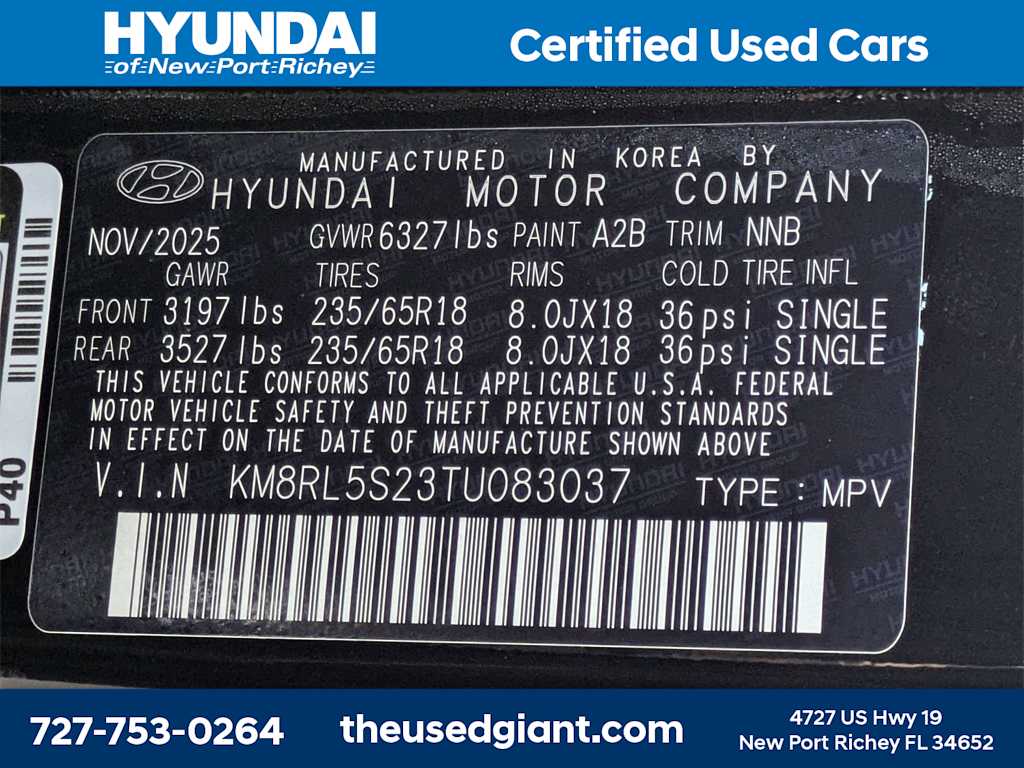 HYUNDAI
of New Port Richey
Certified Used Cars
MANUFACTURED IN KOREA BY
HYUNDAI MOTOR COMPANY
NOV/2025 GVWR 6327lbs PAINT A2B TRIM NNB
GAWR TIRES RIMS COLD TIRE INFL
FRONT 3197lbs 235/65R18 8.0JX18 36psi SINGLE
REAR 3527lbs 235/65R18 8.0JX18 36psi SINGLE
THIS VEHICLE CONFORMS TO ALL APPLICABLE U.S.A. FEDERAL
MOTOR VEHICLE SAFETY AND THEFT PREVENTION STANDARDS
IN EFFECT ON THE DATE OF MANUFACTURE SHOWN ABOVE.
V.I.N KM8RL5S23TU083037 TYPE : MPV
P40
727-753-0264
theusedgiant.com
4727 US Hwy 19
New Port Richey FL 34652